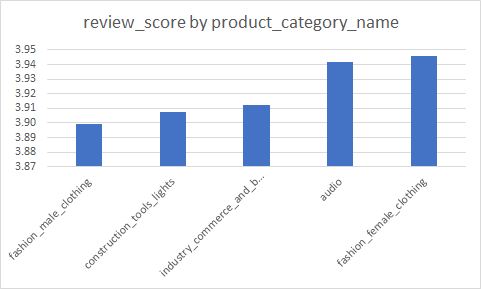 review_score by product_category_name
3.95
3.94
3.93
3.92
3.91
3.90
3.89
3.88
3.87
fashion_male_clothing
construction_tools_lights
industry_commerce_and_b...
audio
fashion_female_clothing